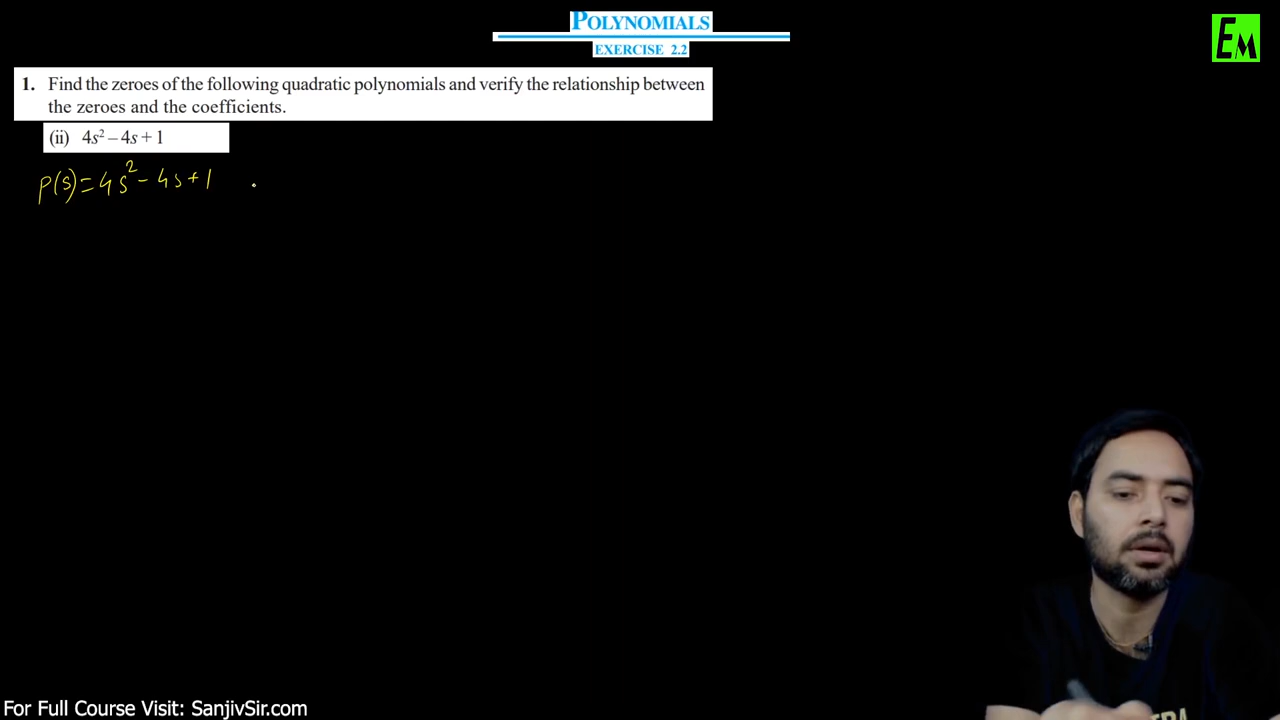 POLYNOMIALS
EXERCISE 2.2
EM
1. Find the zeroes of the following quadratic polynomials and verify the relationship between
the zeroes and the coefficients.
(ii) 4s² – 4s + 1
p(s) = 4s² - 4s + 1
For Full Course Visit: SanjivSir.com